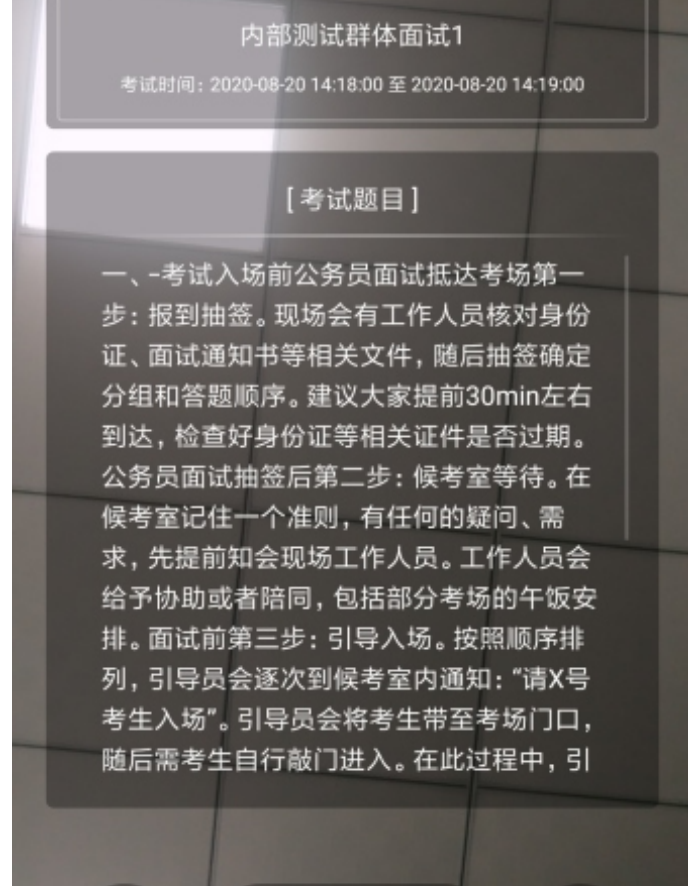 内部测试群体面试1
考试时间：2020-08-20 14:18:00 至 2020-08-20 14:19:00
[ 考试题目 ]
一、-考试入场前公务员面试抵达考场第一
步：报到抽签。现场会有工作人员核对身份
证、面试通知书等相关文件，随后抽签确定
分组和答题顺序。建议大家提前30min左右
到达，检查好身份证等相关证件是否过期。
公务员面试抽签后第二步：候考室等待。在
候考室记住一个准则，有任何的疑问、需
求，先提前知会现场工作人员。工作人员会
给予协助或者陪同，包括部分考场的午饭安
排。面试前第三步：引导入场。按照顺序排
列，引导员会逐次到候考室内通知：“请X号
考生入场”。引导员会将考生带至考场门口，
随后需考生自行敲门进入。在此过程中，引